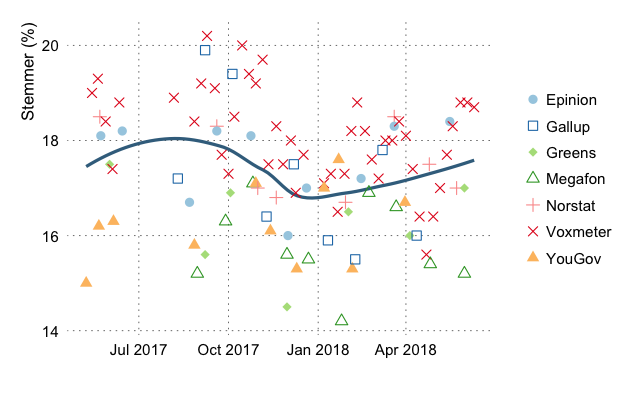 Stemmer (%)
20
18
16
14
Jul 2017 Oct 2017 Jan 2018 Apr 2018
Epinion
Gallup
Greens
Megafon
Norstat
Voxmeter
YouGov